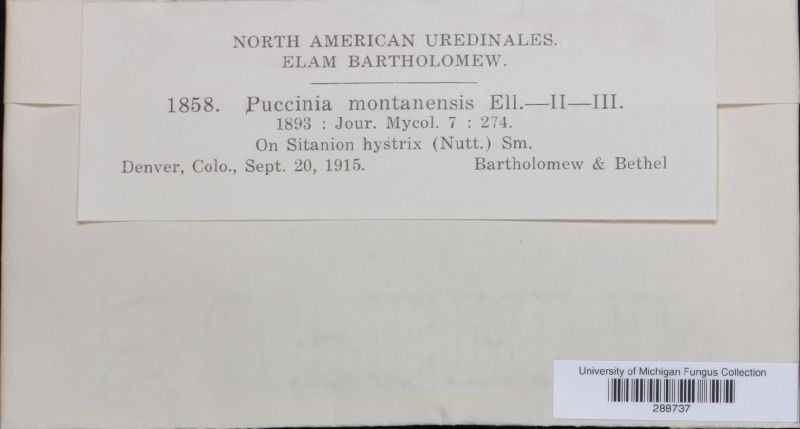 NORTH AMERICAN UREDINALES.
ELAM BARTHOLOMEW.
1858. Puccinia montanensis Ell.—II—III.
1893 : Jour. Mycol. 7 : 274.
On Sitanion hystrix (Nutt.) Sm.
Denver, Colo., Sept. 20, 1915. Bartholomew & Bethel
University of Michigan Fungus Collection
288737